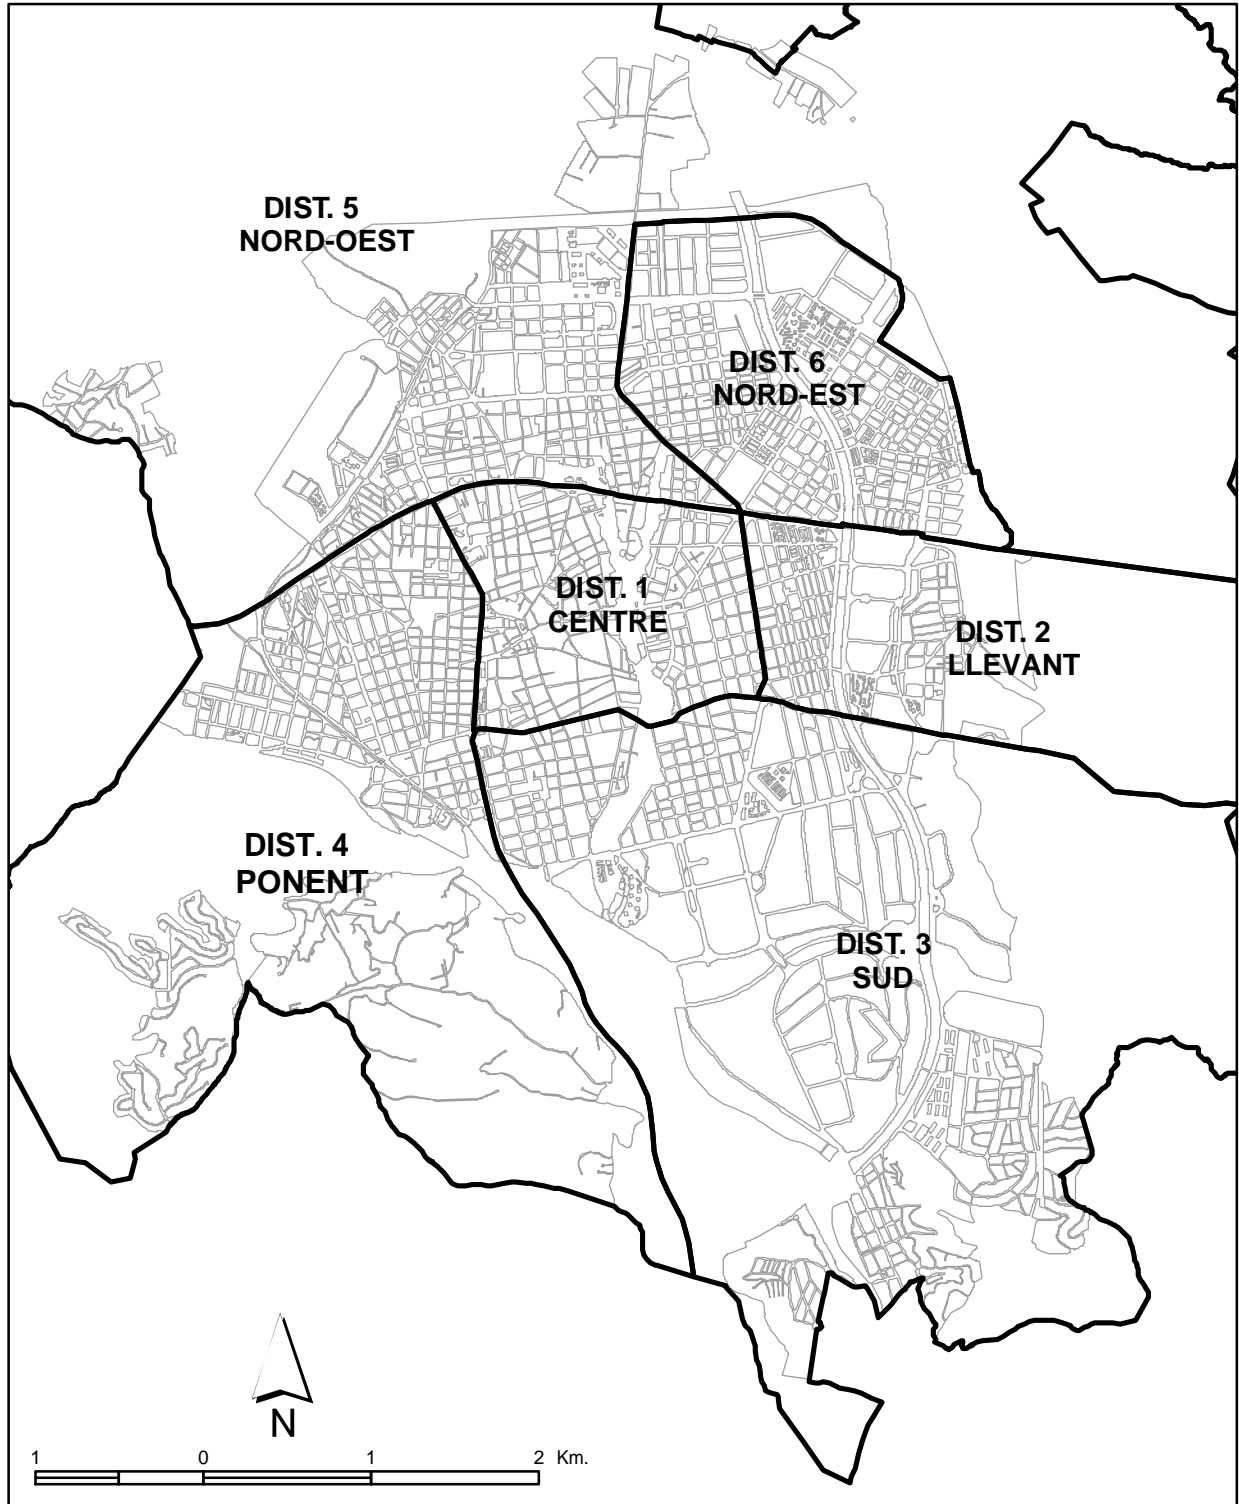 DIST. 5
NORD-OEST
DIST. 6
NORD-EST
DIST. 1
CENTRE
DIST. 2
LLEVANT
DIST. 4
PONENT
DIST. 3
SUD
N
1 0 1 2 Km.